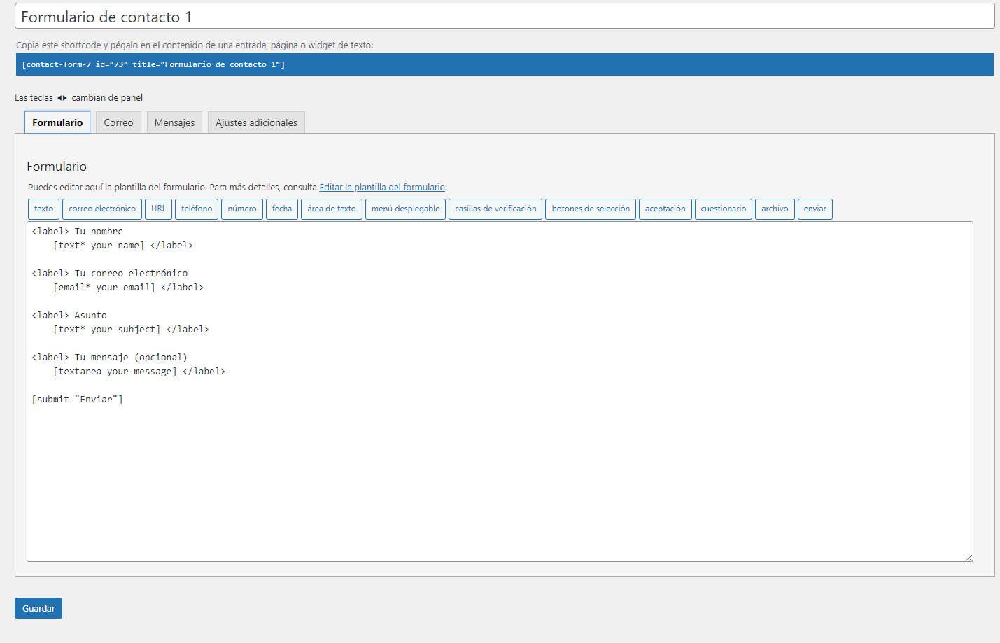 Formulario de contacto 1
Copia este shortcode y pégalo en el contenido de una entrada, página o widget de texto:
[contact-form-7 id="73" title="Formulario de contacto 1"]
Las teclas ◂▸ cambian de panel
Formulario Correo Mensajes Ajustes adicionales
Formulario
Puedes editar aquí la plantilla del formulario. Para más detalles, consulta Editar la plantilla del formulario.
texto correo electrónico URL teléfono número fecha área de texto menú desplegable casillas de verificación botones de selección aceptación cuestionario archivo enviar
<label> Tu nombre
[text* your-name] </label>
<label> Tu correo electrónico
[email* your-email] </label>
<label> Asunto
[text* your-subject] </label>
<label> Tu mensaje (opcional)
[textarea your-message] </label>
[submit "Enviar"]
Guardar